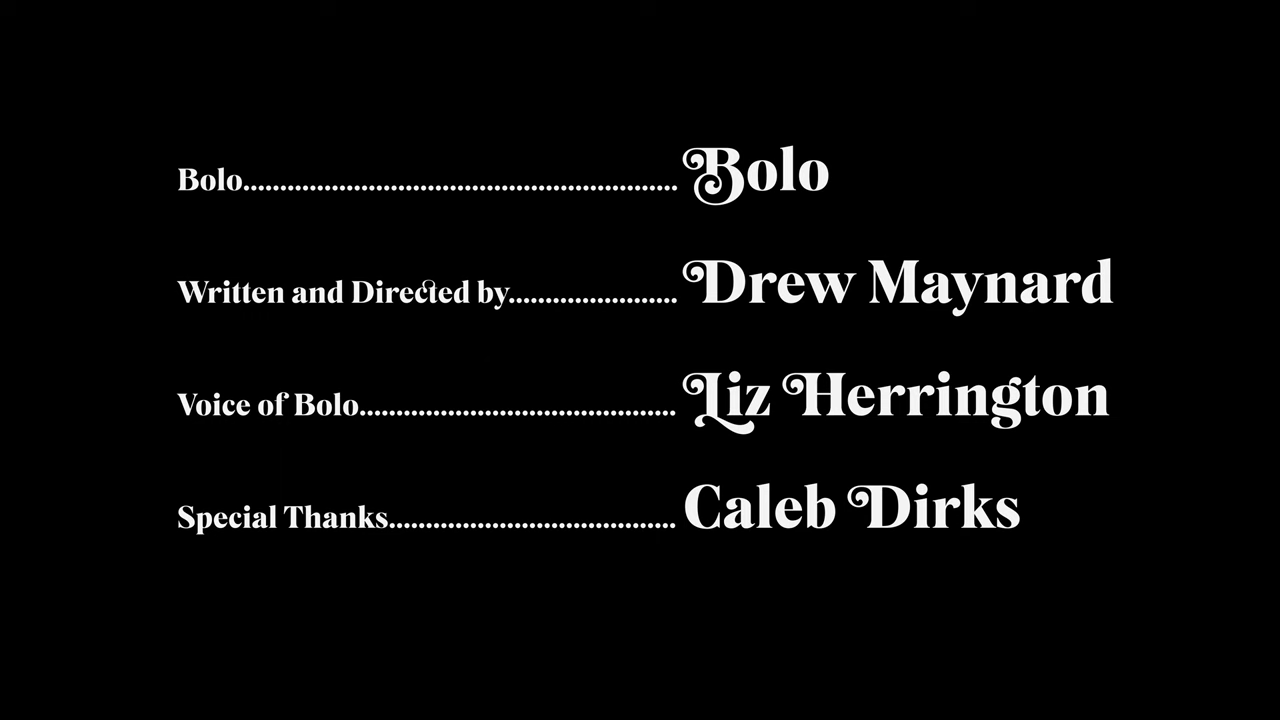 Bolo........................................................... Bolo
Written and Directed by....................... Drew Maynard
Voice of Bolo........................................... Liz Herrington
Special Thanks....................................... Caleb Dirks